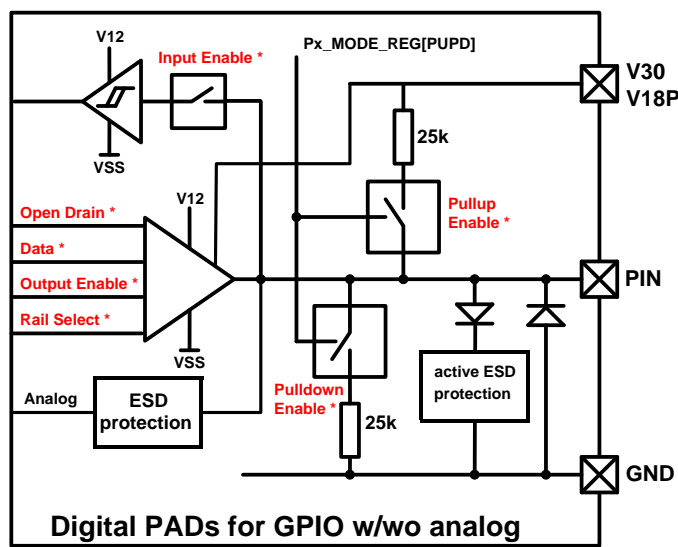 V12
Input Enable *
Px_MODE_REG[PUPD]
V30
V18P
25k
VSS
V12
Pullup
Enable *
Open Drain *
Data *
Output Enable *
Rail Select *
PIN
VSS
Analog
ESD
protection
Pulldown
Enable *
25k
active ESD
protection
GND
Digital PADs for GPIO w/wo analog